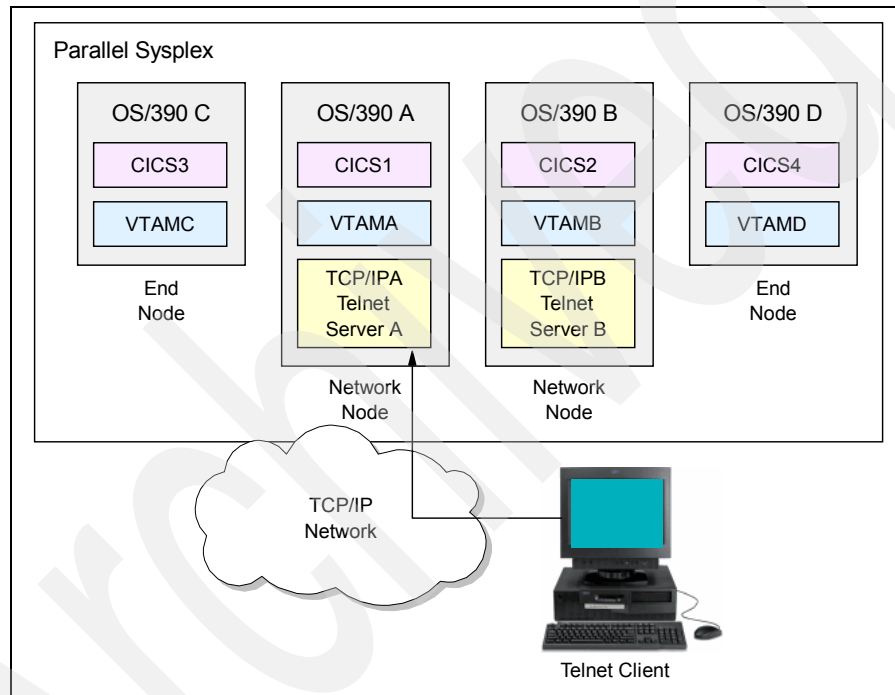 Parallel Sysplex
OS/390 C
CICS3
VTAMC
End
Node
OS/390 A
CICS1
VTAMA
TCP/IPA
Telnet
Server A
Network
Node
OS/390 B
CICS2
VTAMB
TCP/IPB
Telnet
Server B
Network
Node
OS/390 D
CICS4
VTAMD
End
Node
TCP/IP
Network
Telnet Client
Archived